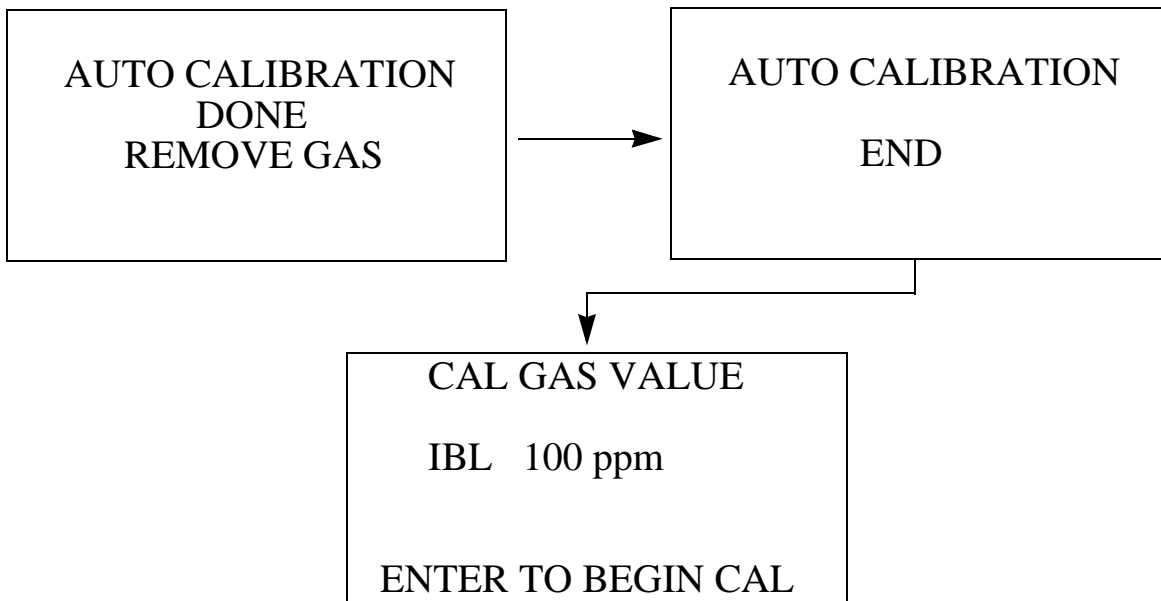 AUTO CALIBRATION
DONE
REMOVE GAS
AUTO CALIBRATION
END
CAL GAS VALUE
IBL 100 ppm
ENTER TO BEGIN CAL